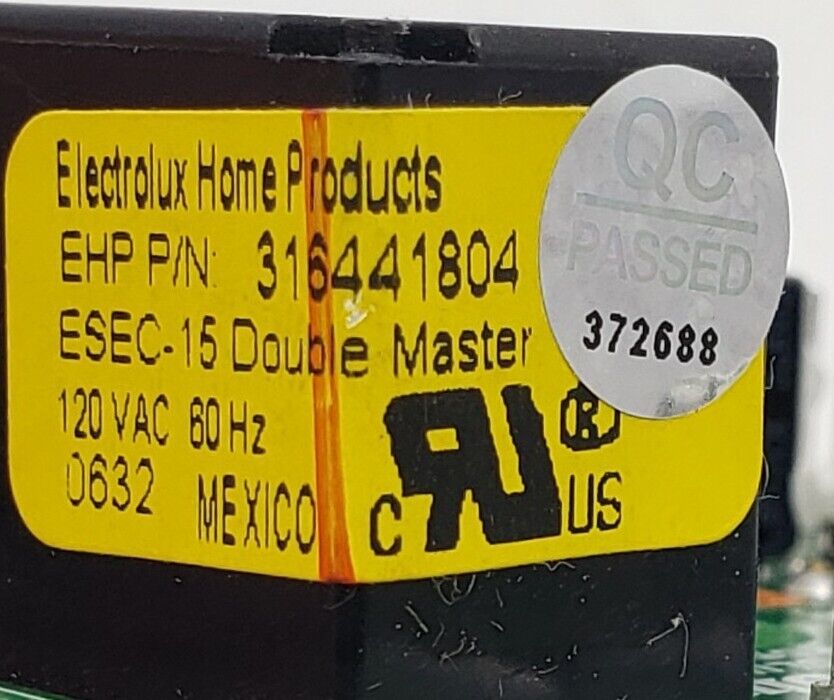 Electrolux Home Products
EHP P/N: 316441804
ESEC-15 Double Master
120 VAC 60 Hz
0632 MEXICO
C RU ® US
QC
PASSED
372688